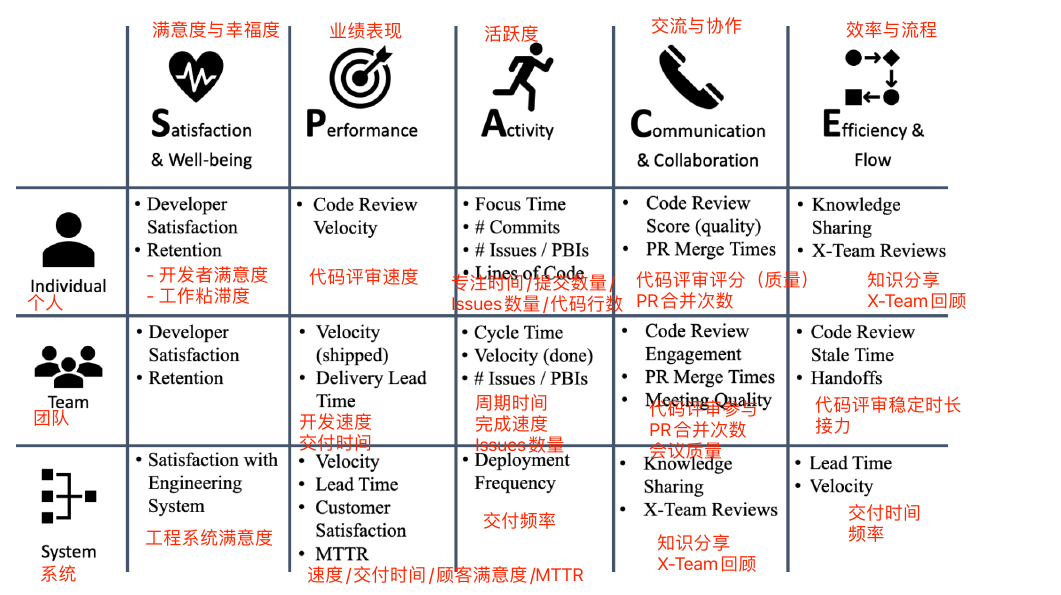 满意度与幸福度
Satisfaction
& Well-being
业绩表现
Performance
活跃度
Activity
交流与协作
Communication
& Collaboration
效率与流程
Efficiency &
Flow
Individual
个人
• Developer
Satisfaction
• Retention
- 开发者满意度
- 工作粘滞度
• Code Review
Velocity
代码评审速度
• Focus Time
• # Commits
• # Issues / PBIs
• Lines of Code
专注时间/提交数量/
Issues数量/代码行数
• Code Review
Score (quality)
• PR Merge Times
代码评审评分（质量）
PR合并次数
• Knowledge
Sharing
• X-Team Reviews
知识分享
X-Team回顾
Team
团队
• Developer
Satisfaction
• Retention
• Velocity
(shipped)
• Delivery Lead
Time
开发速度
交付时间
• Cycle Time
• Velocity (done)
• # Issues / PBIs
周期时间
完成速度
Issues数量
• Code Review
Engagement
• PR Merge Times
• Meeting Quality
代码评审参与
PR合并次数
会议质量
• Code Review
Stale Time
• Handoffs
代码评审稳定时长
接力
System
系统
• Satisfaction with
Engineering
System
工程系统满意度
• Velocity
• Lead Time
• Customer
Satisfaction
• MTTR
速度/交付时间/顾客满意度/MTTR
• Deployment
Frequency
交付频率
• Knowledge
Sharing
• X-Team Reviews
知识分享
X-Team回顾
• Lead Time
• Velocity
交付时间
频率